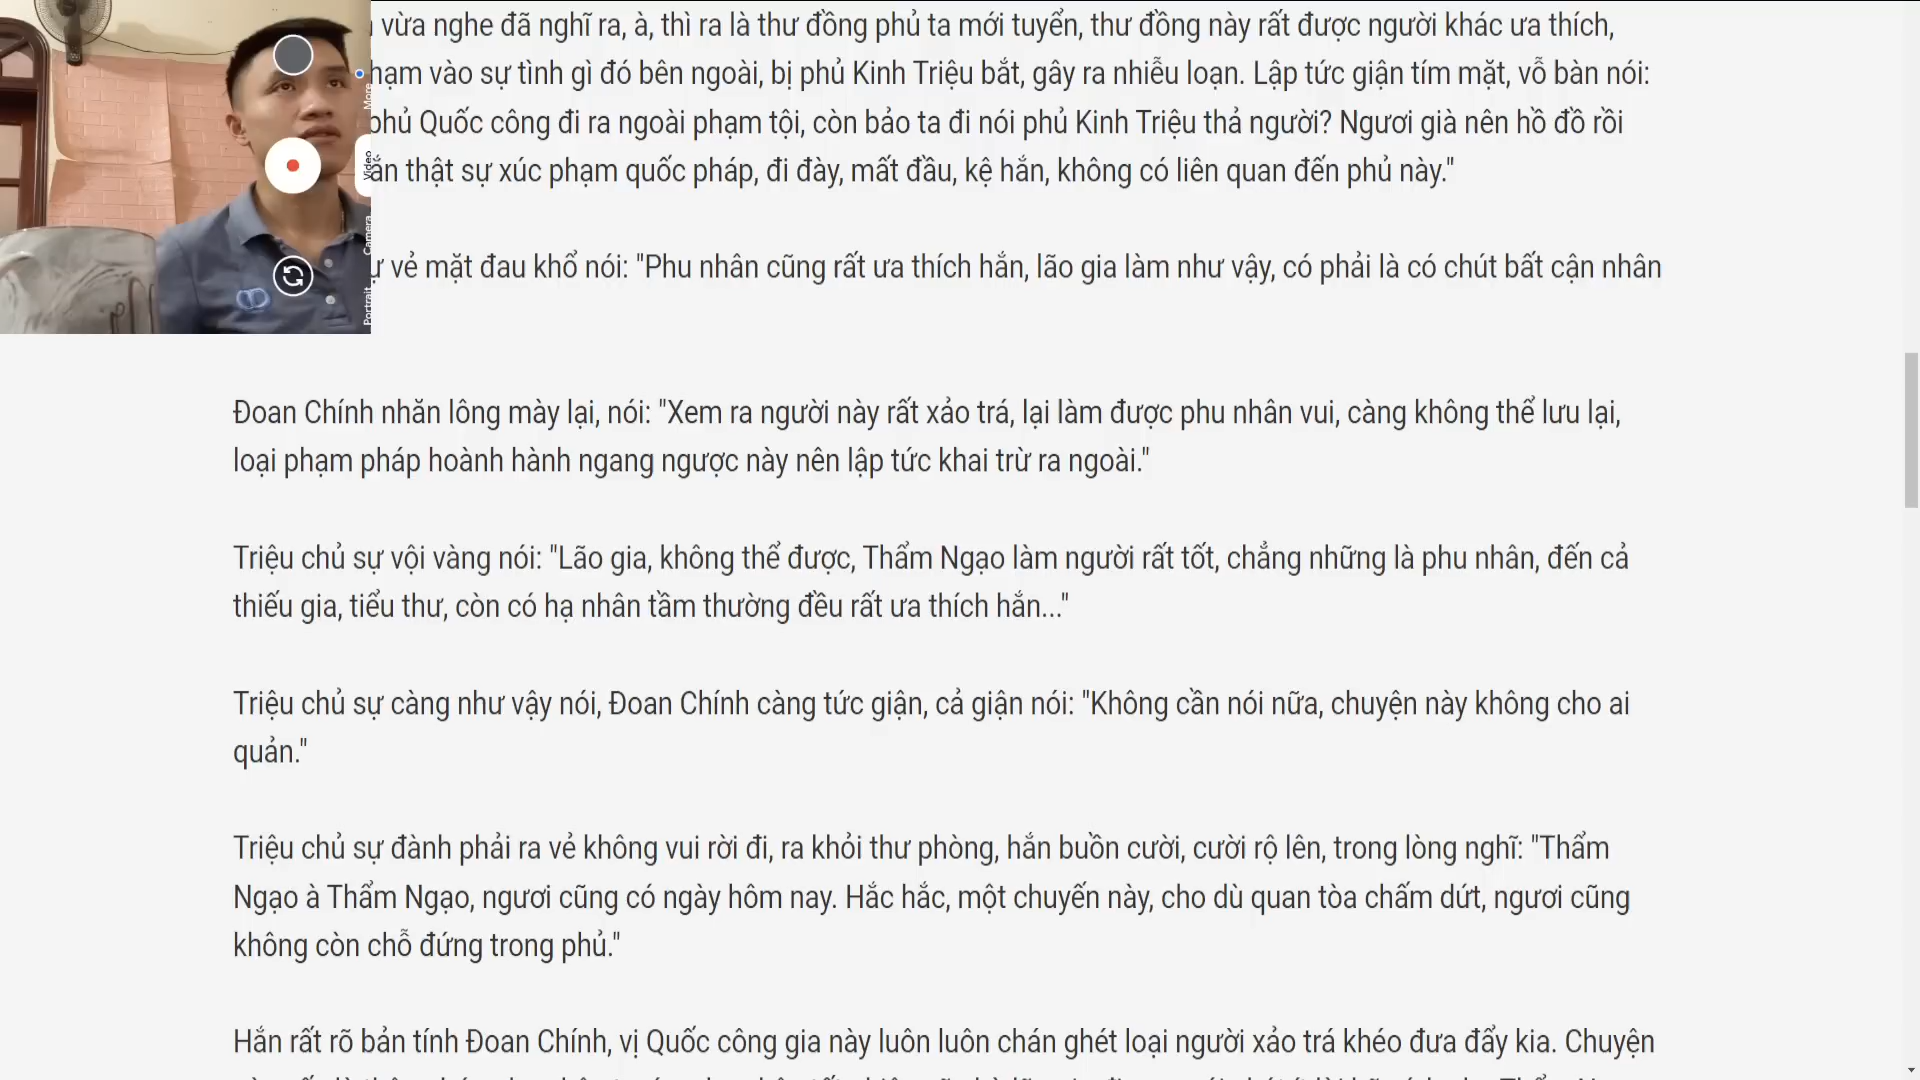 vừa nghe đã nghĩ ra, à, thì ra là thư đồng phủ ta mới tuyển, thư đồng này rất được người khác ưa thích,
phạm vào sự tình gì đó bên ngoài, bị phủ Kinh Triệu bắt, gây ra nhiễu loạn. Lập tức giận tím mặt, vỗ bàn nói:
phủ Quốc công đi ra ngoài phạm tội, còn bảo ta đi nói phủ Kinh Triệu thả người? Ngươi già nên hồ đồ rồi
thật sự xúc phạm quốc pháp, đi đày, mất đầu, kệ hắn, không có liên quan đến phủ này."
vẻ mặt đau khổ nói: "Phu nhân cũng rất ưa thích hắn, lão gia làm như vậy, có phải là có chút bất cận nhân
More
Video
Camera
Portrait
Đoan Chính nhăn lông mày lại, nói: "Xem ra người này rất xảo trá, lại làm được phu nhân vui, càng không thể lưu lại,
loại phạm pháp hoành hành ngang ngược này nên lập tức khai trừ ra ngoài."
Triệu chủ sự vội vàng nói: "Lão gia, không thể được, Thẩm Ngạo làm người rất tốt, chẳng những là phu nhân, đến cả
thiếu gia, tiểu thư, còn có hạ nhân tầm thường đều rất ưa thích hắn..."
Triệu chủ sự càng như vậy nói, Đoan Chính càng tức giận, cả giận nói: "Không cần nói nữa, chuyện này không cho ai
quản."
Triệu chủ sự đành phải ra vẻ không vui rời đi, ra khỏi thư phòng, hắn buồn cười, cười rộ lên, trong lòng nghĩ: "Thẩm
Ngạo à Thẩm Ngạo, ngươi cũng có ngày hôm nay. Hắc hắc, một chuyến này, cho dù quan tòa chấm dứt, ngươi cũng
không còn chỗ đứng trong phủ."
Hắn rất rõ bản tính Đoan Chính, vị Quốc công gia này luôn luôn chán ghét loại người xảo trá khéo đưa đẩy kia. Chuyện